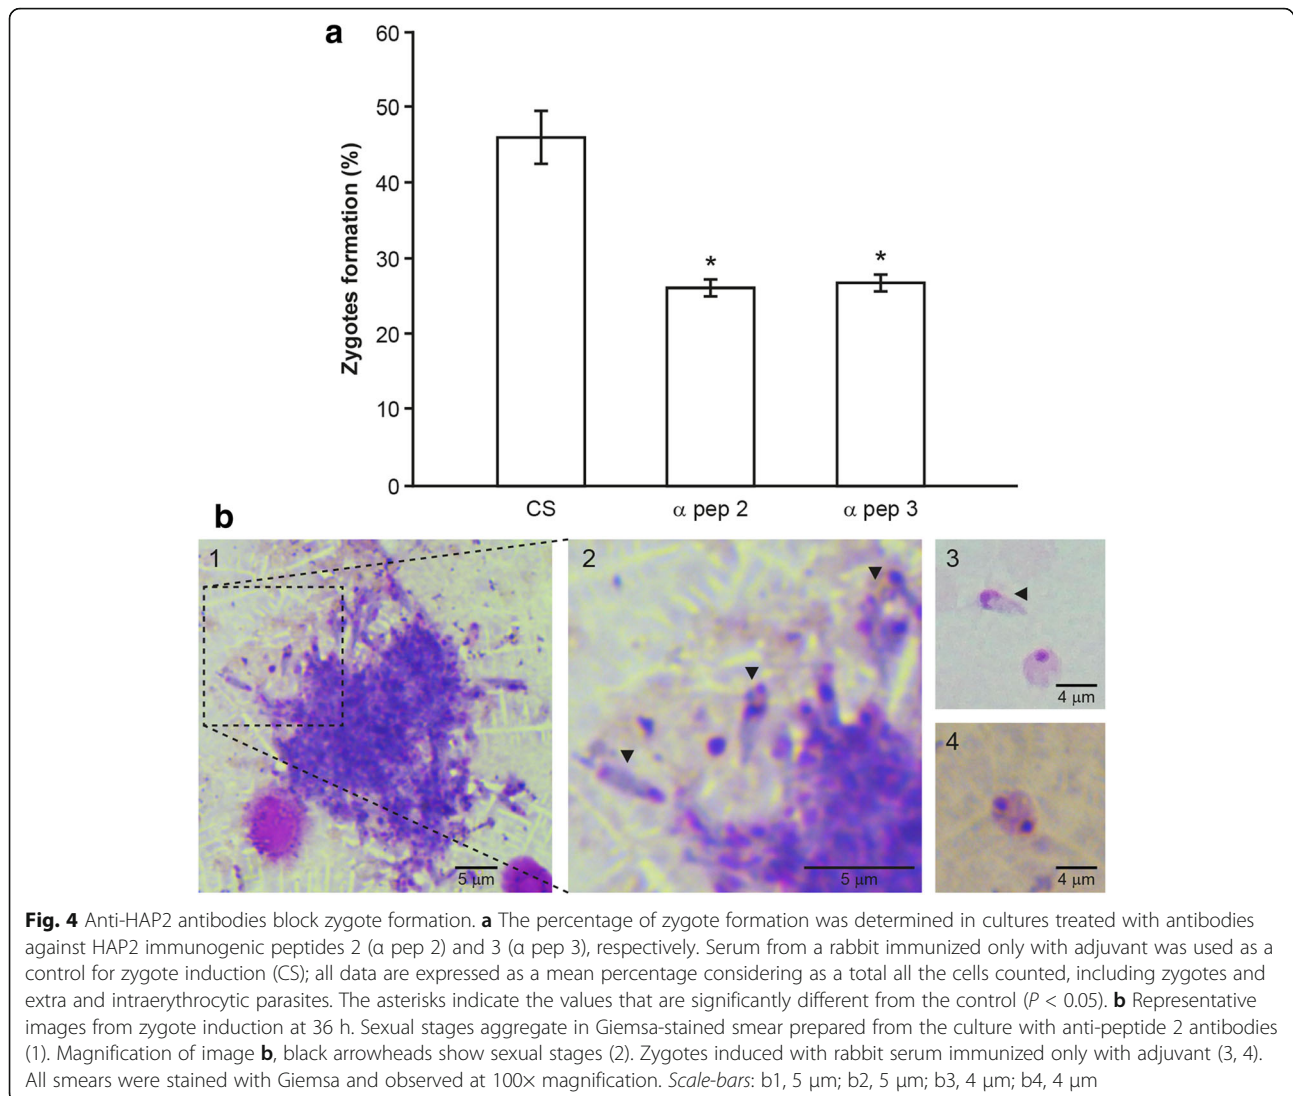 a
60
50
40
30
20
10
0
Zygotes formation (%)
* *
CS α pep 2 α pep 3
b
1 2 3 4
5 µm 5 µm 4 µm 4 µm
Fig. 4 Anti-HAP2 antibodies block zygote formation. a The percentage of zygote formation was determined in cultures treated with antibodies
against HAP2 immunogenic peptides 2 (α pep 2) and 3 (α pep 3), respectively. Serum from a rabbit immunized only with adjuvant was used as a
control for zygote induction (CS); all data are expressed as a mean percentage considering as a total all the cells counted, including zygotes and
extra and intraerythrocytic parasites. The asterisks indicate the values that are significantly different from the control (P < 0.05). b Representative
images from zygote induction at 36 h. Sexual stages aggregate in Giemsa-stained smear prepared from the culture with anti-peptide 2 antibodies
(1). Magnification of image b, black arrowheads show sexual stages (2). Zygotes induced with rabbit serum immunized only with adjuvant (3, 4).
All smears were stained with Giemsa and observed at 100× magnification. Scale-bars: b1, 5 µm; b2, 5 µm; b3, 4 µm; b4, 4 µm